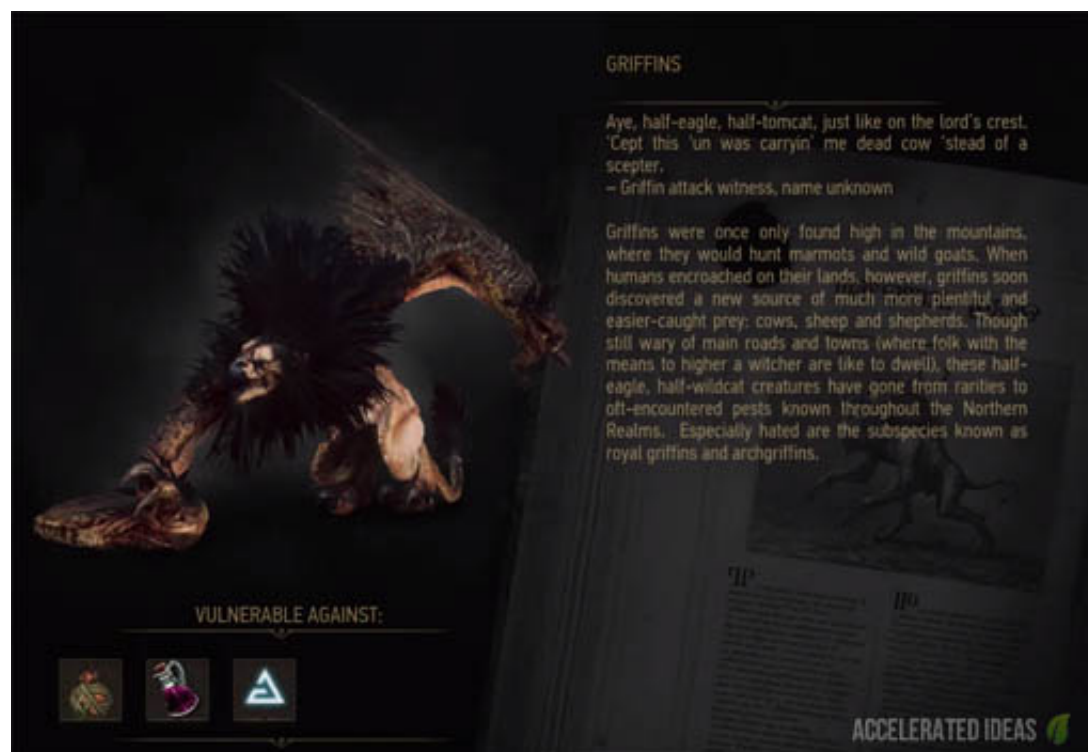 GRIFFINS
Aye, half-eagle, half-tomcat, just like on the lord's crest.
'Cept this 'un was carryin' me dead cow 'stead of a
scepter.
– Griffin attack witness, name unknown
Griffins were once only found high in the mountains,
where they would hunt marmots and wild goats. When
humans encroached on their lands, however, griffins soon
discovered a new source of much more plentiful and
easier-caught prey: cows, sheep and shepherds. Though
still wary of main roads and towns (where folk with the
means to higher a witcher are like to dwell), these half-
eagle, half-wildcat creatures have gone from rarities to
oft-encountered pests known throughout the Northern
Realms. Especially hated are the subspecies known as
royal griffins and archgriffins.
VULNERABLE AGAINST:
ACCELERATED IDEAS